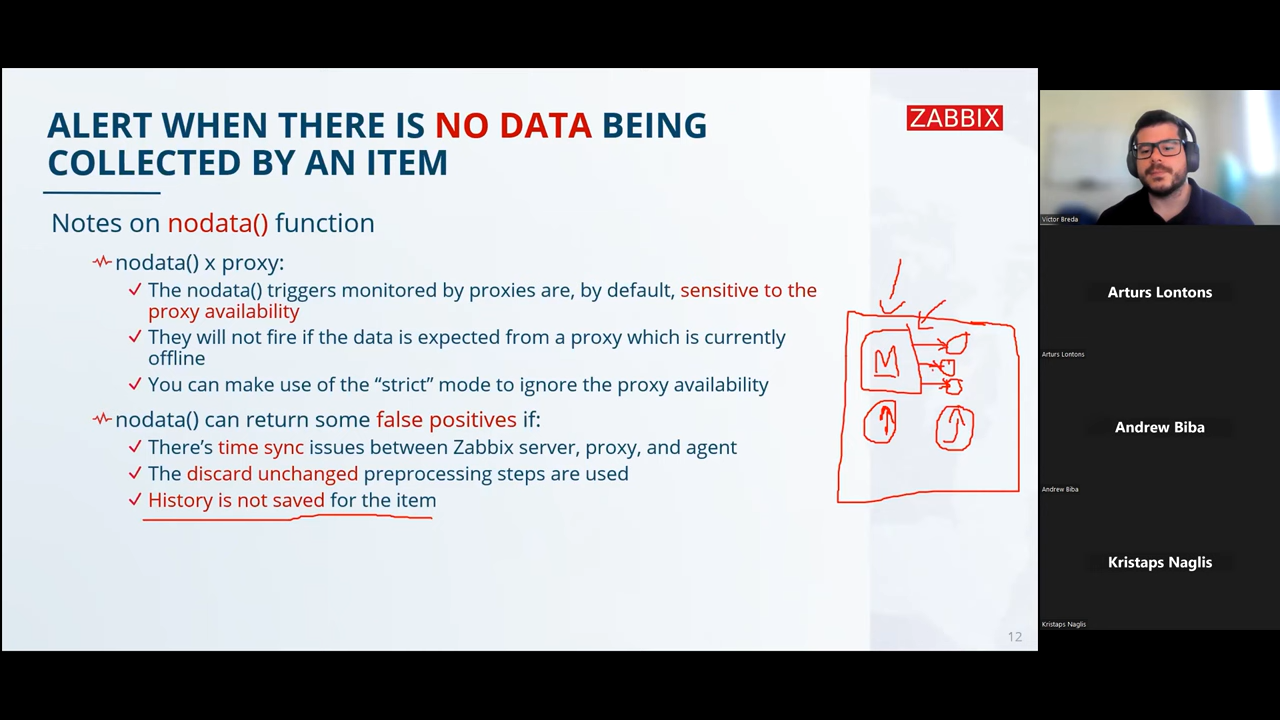 ALERT WHEN THERE IS NO DATA BEING
COLLECTED BY AN ITEM
ZABBIX
Notes on nodata() function
nodata() x proxy:
The nodata() triggers monitored by proxies are, by default, sensitive to the
proxy availability
They will not fire if the data is expected from a proxy which is currently
offline
You can make use of the “strict” mode to ignore the proxy availability
nodata() can return some false positives if:
There’s time sync issues between Zabbix server, proxy, and agent
The discard unchanged preprocessing steps are used
History is not saved for the item
M
12
Victor Breda
Arturs Lontons
Arturs Lontons
Andrew Biba
Andrew Biba
Kristaps Naglis
Kristaps Naglis